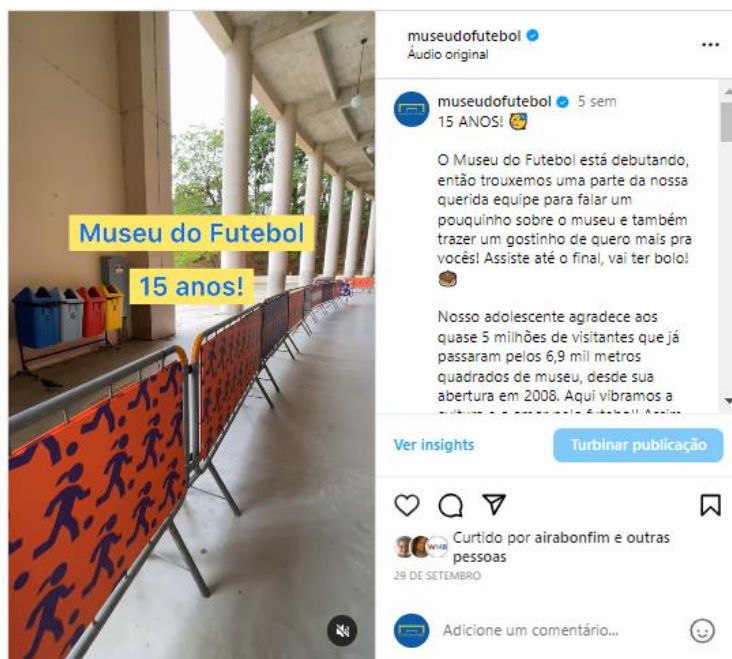 Museu do Futebol
15 anos!
museudofutebol
Áudio original
museudofutebol 5 sem
15 ANOS!
O Museu do Futebol está debutando,
então trouxemos uma parte da nossa
querida equipe para falar um
pouquinho sobre o museu e também
trazer um gostinho de quero mais pra
vocês! Assiste até o final, vai ter bolo!
Nosso adolescente agradece aos
quase 5 milhões de visitantes que já
passaram pelos 6,9 mil metros
quadrados de museu, desde sua
abertura em 2008. Aqui vibramos a
Ver insights
Turbinar publicação
Curtido por airabonfim e outras
pessoas
29 DE SETEMBRO
Adicione um comentário...